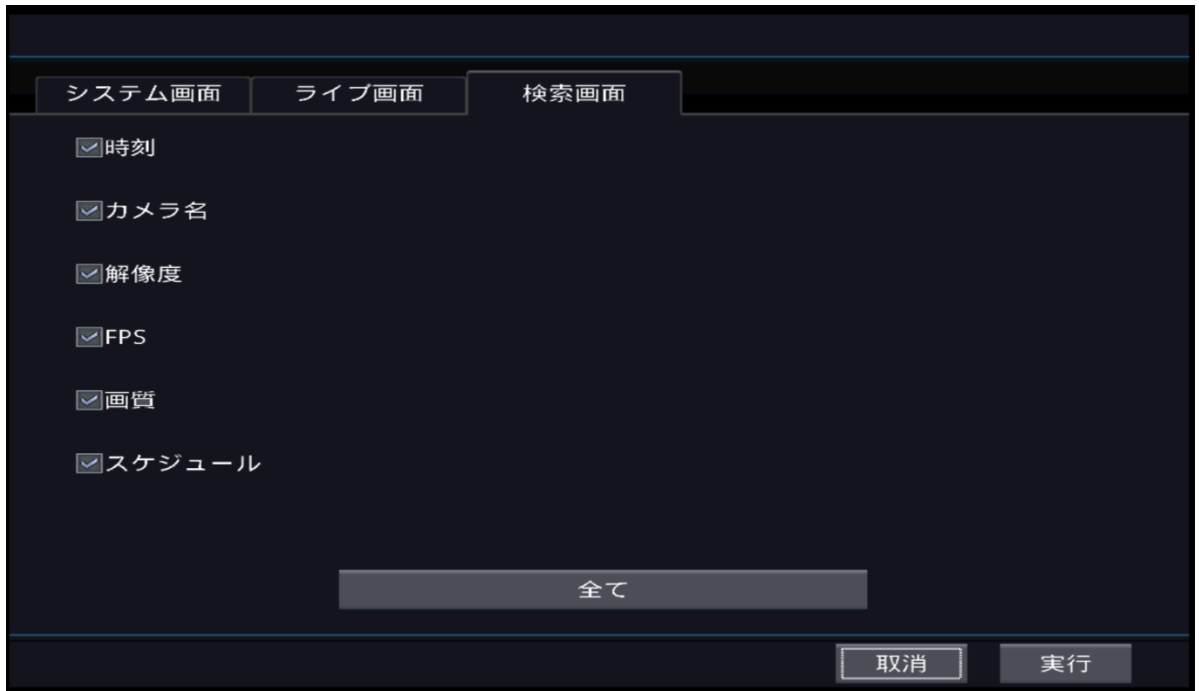 システム画面 ライブ画面 検索画面
時刻
カメラ名
解像度
FPS
画質
スケジュール
全て
取消 実行